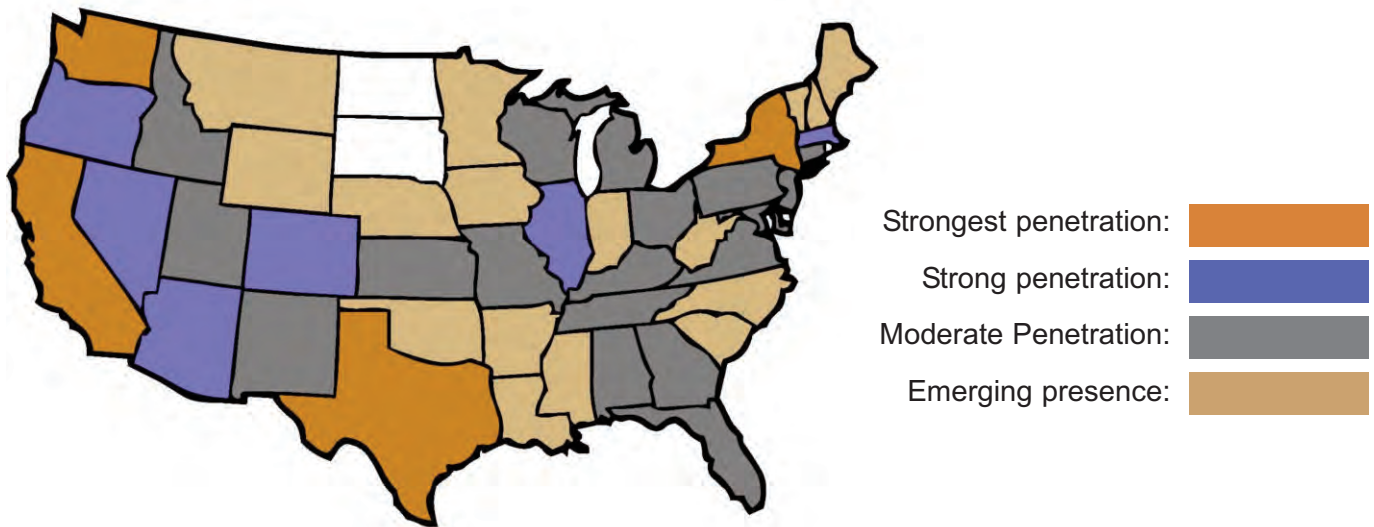 Strongest penetration:
Strong penetration:
Moderate Penetration:
Emerging presence: